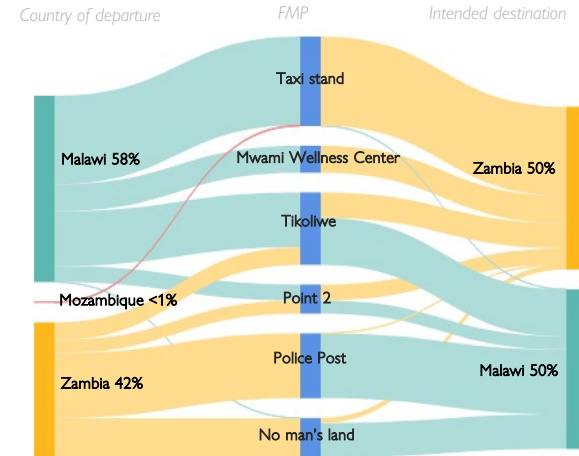 Country of departure
FMP
Intended destination
Taxi stand
Malawi 58%
Mwami Wellness Center
Zambia 50%
Tikoliwe
Mozambique <1%
Point 2
Police Post
Malawi 50%
Zambia 42%
No man's land